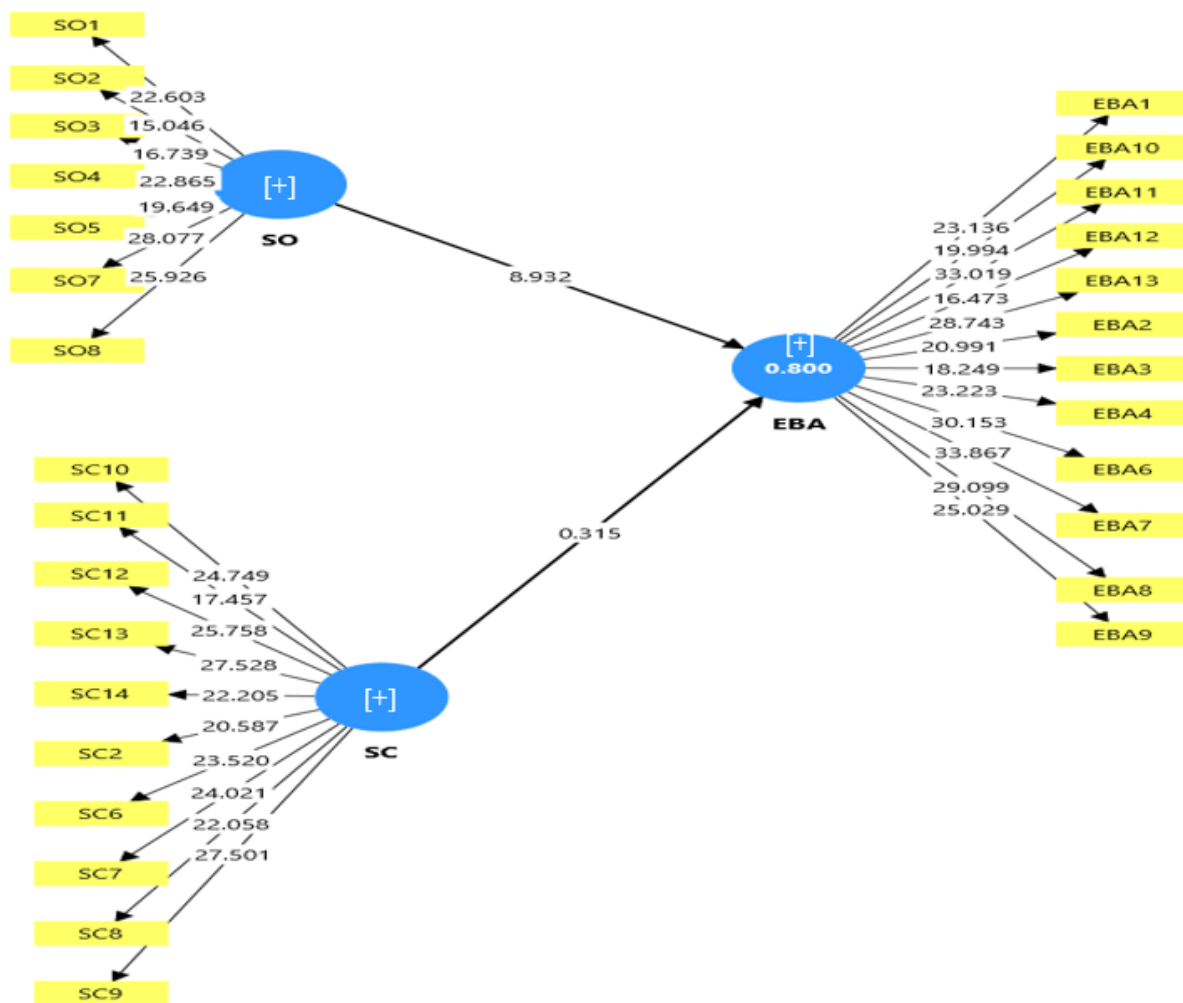 SO1
SO2
SO3
SO4
SO5
SO7
SO8
22.603
15.046
16.739
22.865
19.649
28.077
25.926
[+]
SO
8.932
EBA1
EBA10
EBA11
EBA12
EBA13
EBA2
EBA3
EBA4
EBA6
EBA7
EBA8
EBA9
23.136
19.994
33.019
16.473
28.743
20.991
18.249
23.223
30.153
33.867
29.099
25.029
[+]
0.800
EBA
0.315
SC10
SC11
SC12
SC13
SC14
SC2
SC6
SC7
SC8
SC9
24.749
17.457
25.758
27.528
22.205
20.587
23.520
24.021
22.058
27.501
[+]
SC